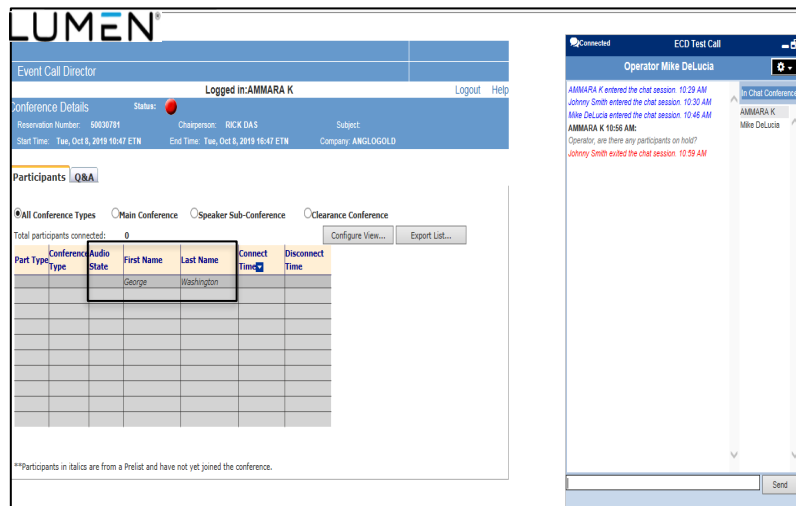 LUMEN®
Event Call Director
Logged in:AMMARA K
Logout Help
Conference Details Status:
Reservation Number: 50030781 Chairperson: RICK DAS Subject:
Start Time: Tue, Oct 8, 2019 10:47 ETN End Time: Tue, Oct 8, 2019 16:47 ETN Company: ANGLOGOLD
Participants Q&A
All Conference Types Main Conference Speaker Sub-Conference Clearance Conference
Total participants connected: 0 Configure View... Export List...
Part Type Conference Type Audio State First Name Last Name Connect Time Disconnect Time
George Washington
**Participants in italics are from a Prelist and have not yet joined the conference.
Connected ECD Test Call
Operator Mike DeLucia
AMMARA K entered the chat session. 10:29 AM
Johnny Smith entered the chat session. 10:30 AM
Mike DeLucia entered the chat session. 10:46 AM
AMMARA K 10:56 AM:
Operator, are there any participants on hold?
Johnny Smith exited the chat session. 10:59 AM
In Chat Conference
AMMARA K
Mike DeLucia
Send